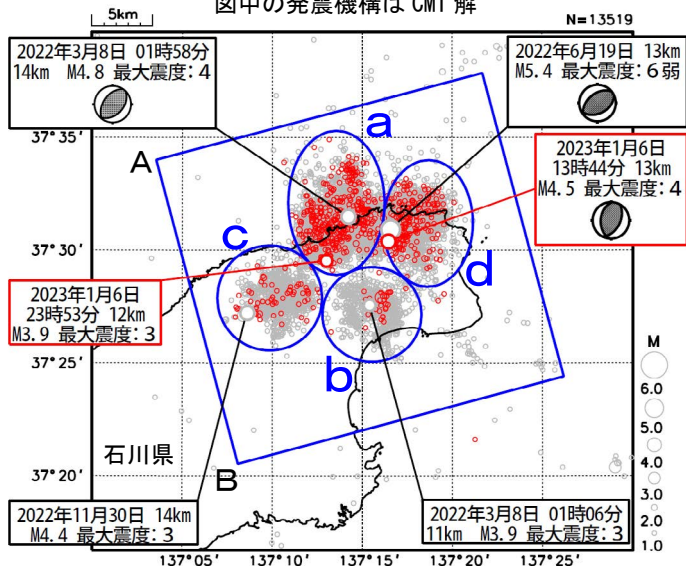 図中の発震機構は CMT 解
5km
N=13519
2022年3月8日 01時58分
14km M4.8 最大震度：4
2022年6月19日 13km
M5.4 最大震度：6弱
2023年1月6日
13時44分 13km
M4.5 最大震度：4
37°35′
37°30′
37°25′
37°20′
A
a
c
d
b
B
2023年1月6日
23時53分 12km
M3.9 最大震度：3
石川県
2022年11月30日 14km
M4.4 最大震度：3
2022年3月8日 01時06分
11km M3.9 最大震度：3
M
6.0
5.0
4.0
3.0
2.0
1.0
137°05′
137°10′
137°15′
137°20′
137°25′